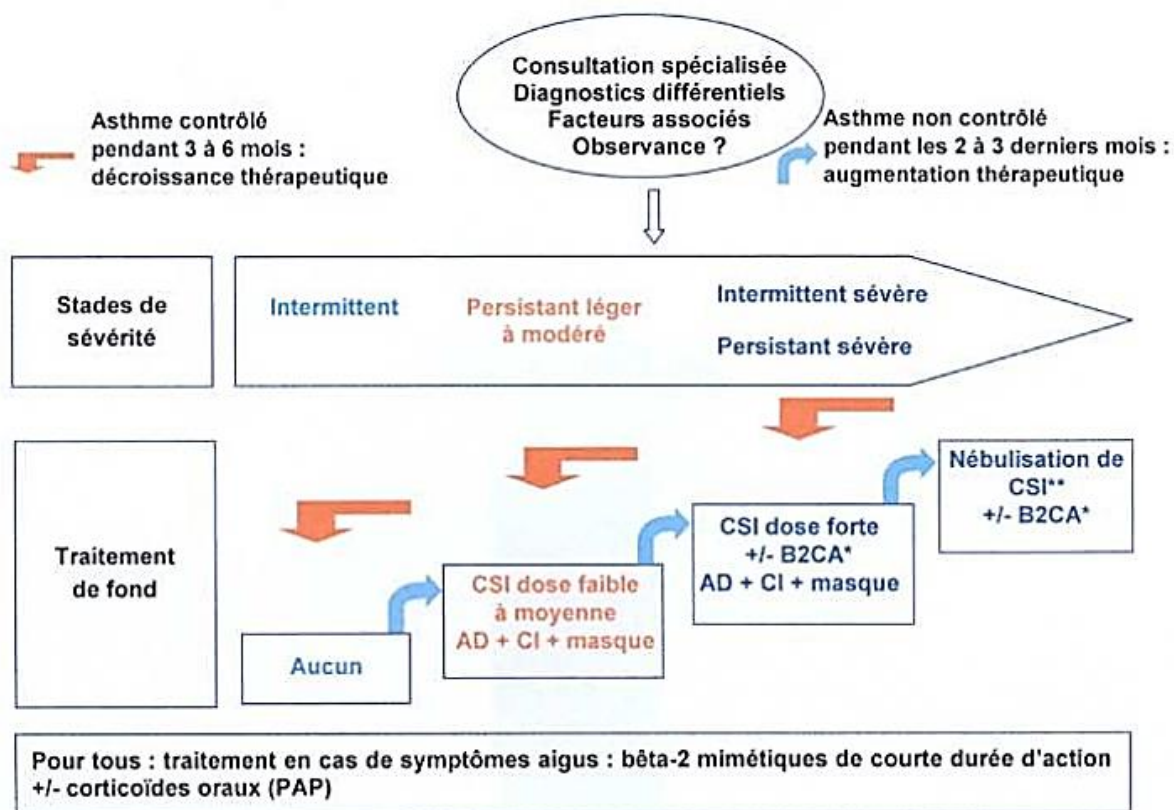 Consultation spécialisée
Diagnostics différentiels
Facteurs associés
Observance ?
Asthme contrôlé
pendant 3 à 6 mois :
décroissance thérapeutique
Asthme non contrôlé
pendant les 2 à 3 derniers mois :
augmentation thérapeutique
Stades de
sévérité
Intermittent
Persistant léger
à modéré
Intermittent sévère
Persistant sévère
Traitement
de fond
Aucun
CSI dose faible
à moyenne
AD + CI + masque
CSI dose forte
+/- B2CA*
AD + CI + masque
Nébulisation de
CSI**
+/- B2CA*
Pour tous : traitement en cas de symptômes aigus : bêta-2 mimétiques de courte durée d'action
+/- corticoïdes oraux (PAP)